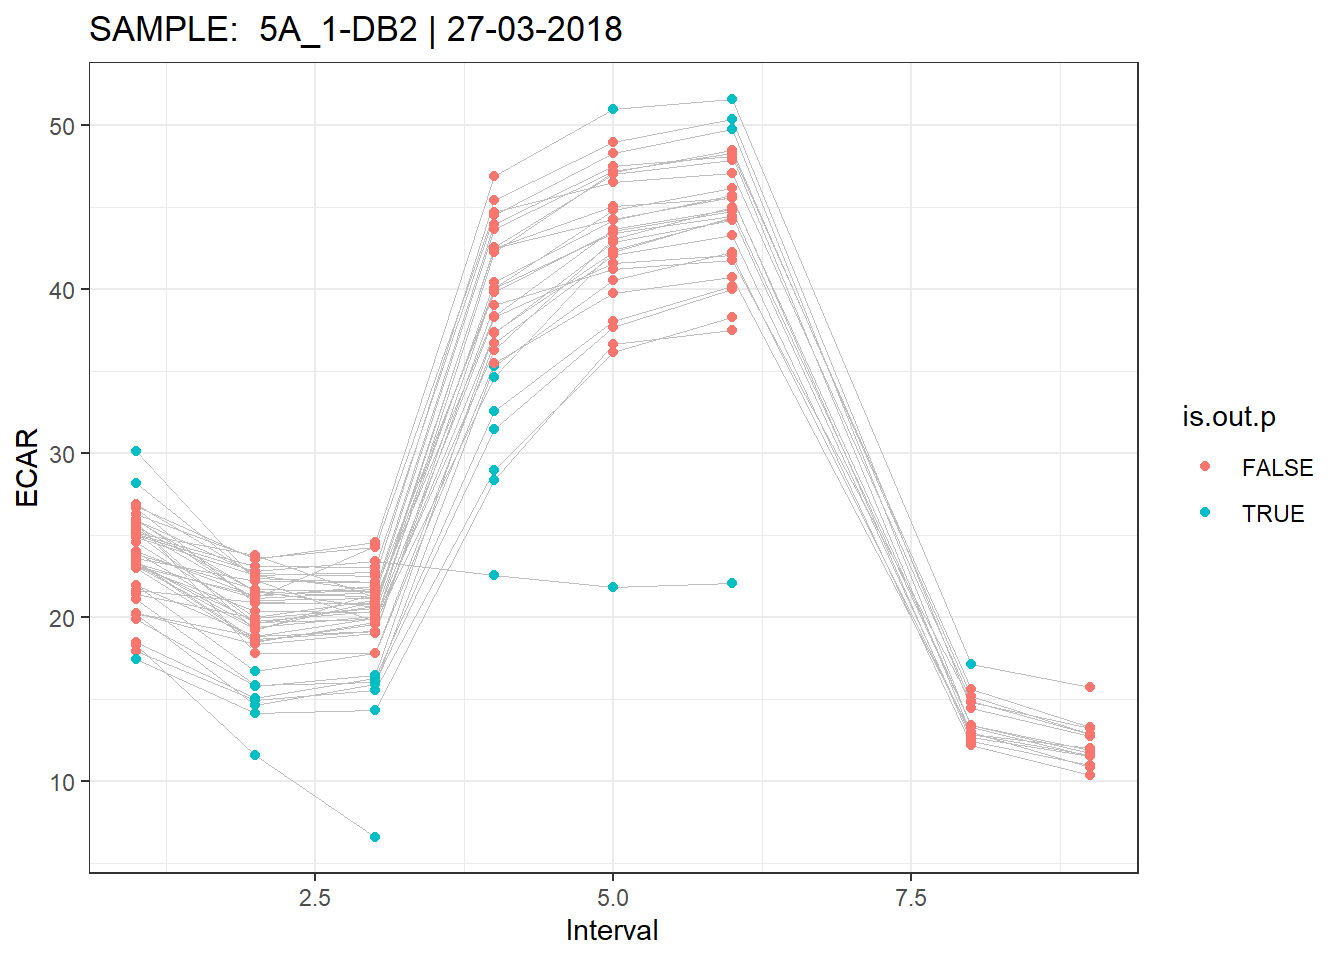 SAMPLE:  5A_1-DB2 | 27-03-2018
50
40
30
20
10
ECAR
2.5
5.0
7.5
Interval
is.out.p
FALSE
TRUE